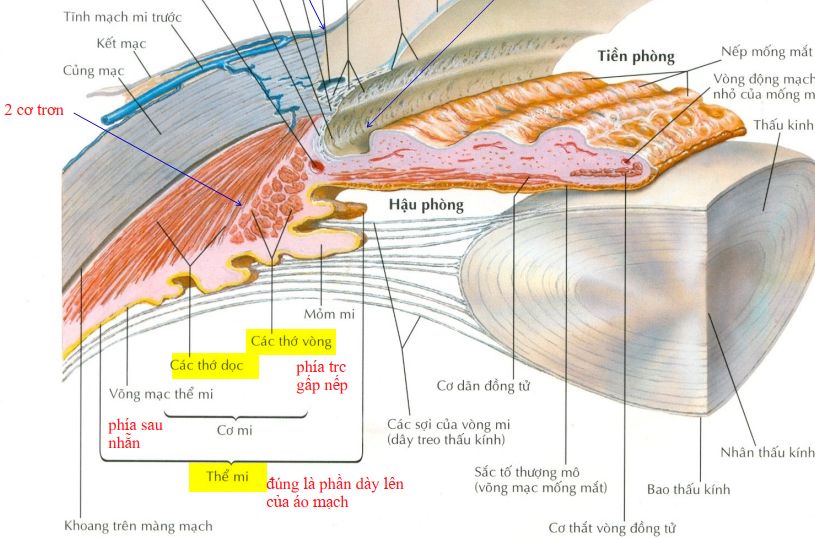 Tĩnh mạch mi trước
Kết mạc
Củng mạc
2 cơ trơn
Tiền phòng
Nếp mống mắt
Vòng động mạch
nhỏ của mống m
Thấu kính
Hậu phòng
Mỏm mi
Các thớ vòng
Các thớ dọc
phía trc
gấp nếp
Võng mạc thể mi
phía sau
nhẵn
Cơ mi
Thể mi
đúng là phần dày lên
của áo mạch
Khoang trên màng mạch
Cơ dãn đồng tử
Các sợi của vòng mi
(dây treo thấu kính)
Sắc tố thượng mô
(võng mạc mống mắt)
Nhân thấu kính
Bao thấu kính
Cơ thắt vòng đồng tử